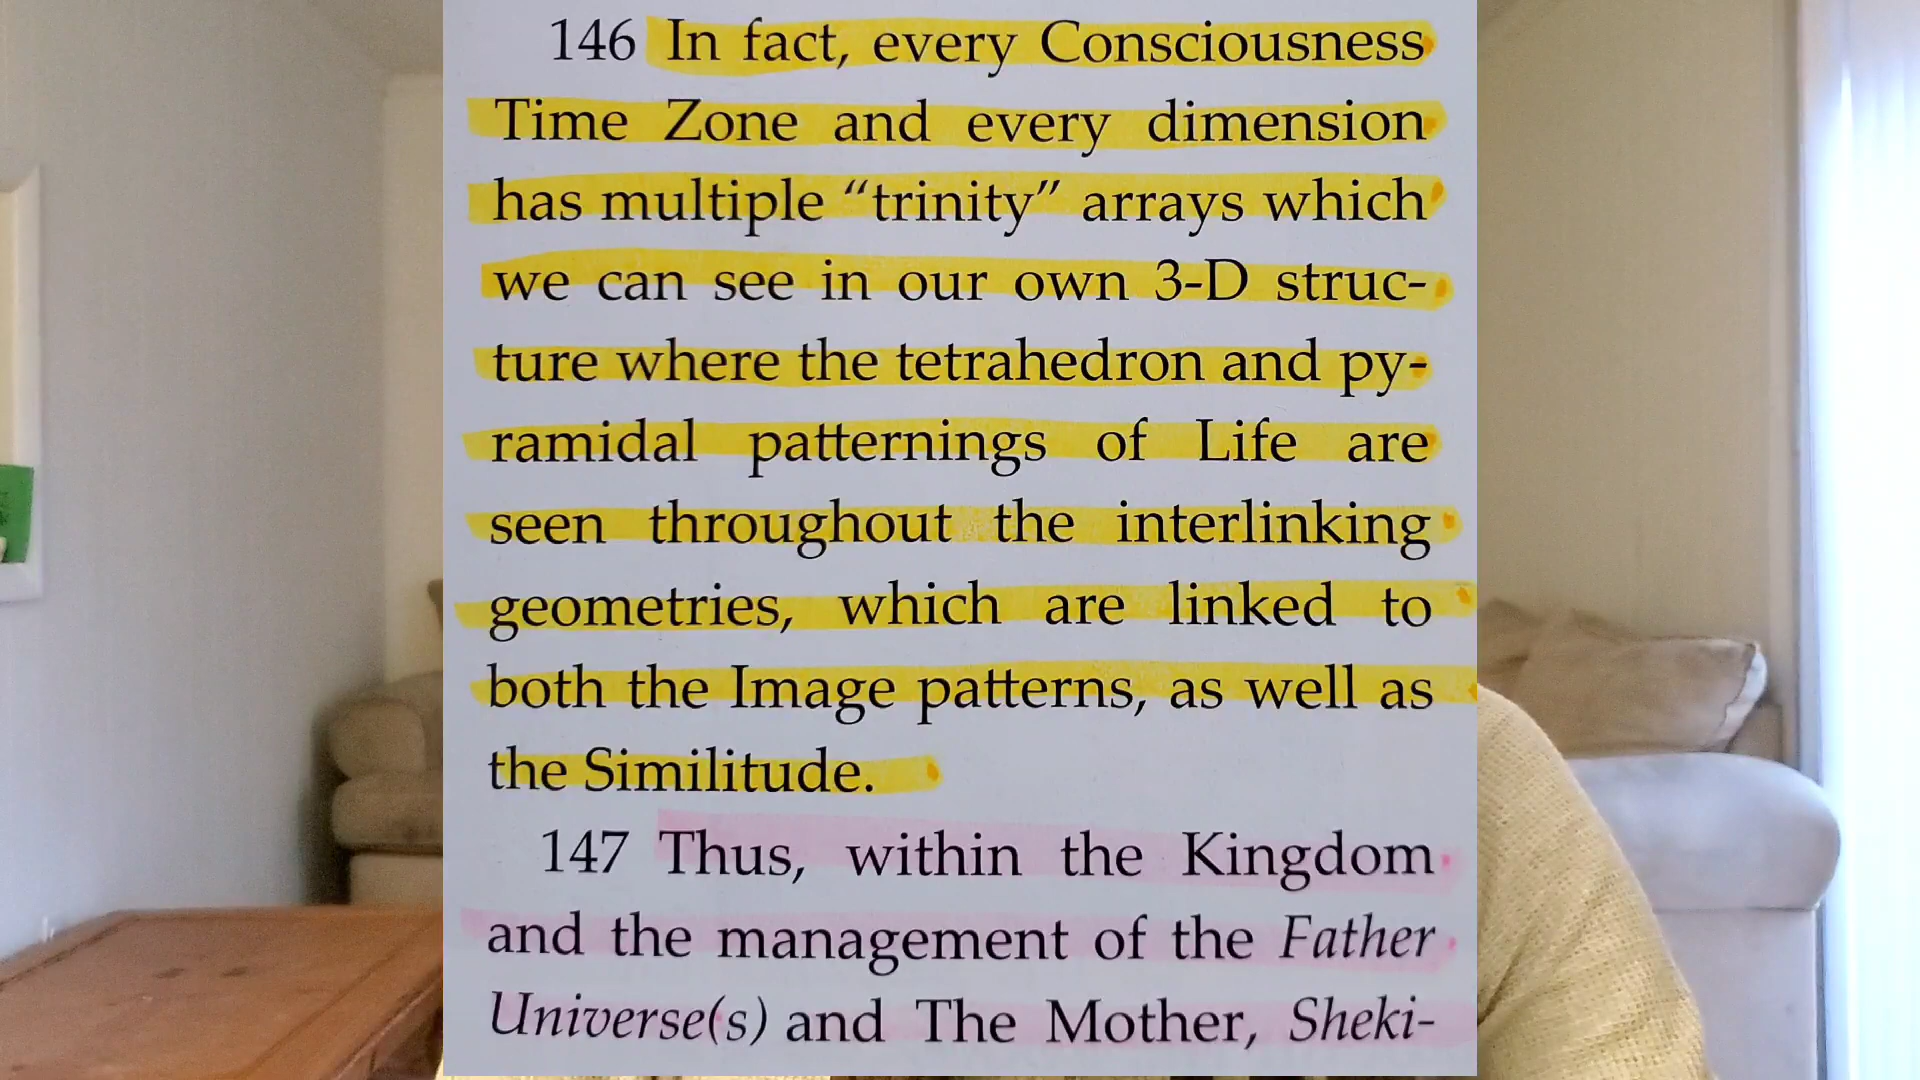 146 In fact, every Consciousness
Time Zone and every dimension
has multiple “trinity” arrays which
we can see in our own 3-D struc-
ture where the tetrahedron and py-
ramidal patternings of Life are
seen throughout the interlinking
geometries, which are linked to
both the Image patterns, as well as
the Similitude.
147 Thus, within the Kingdom
and the management of the Father
Universe(s) and The Mother, Sheki-